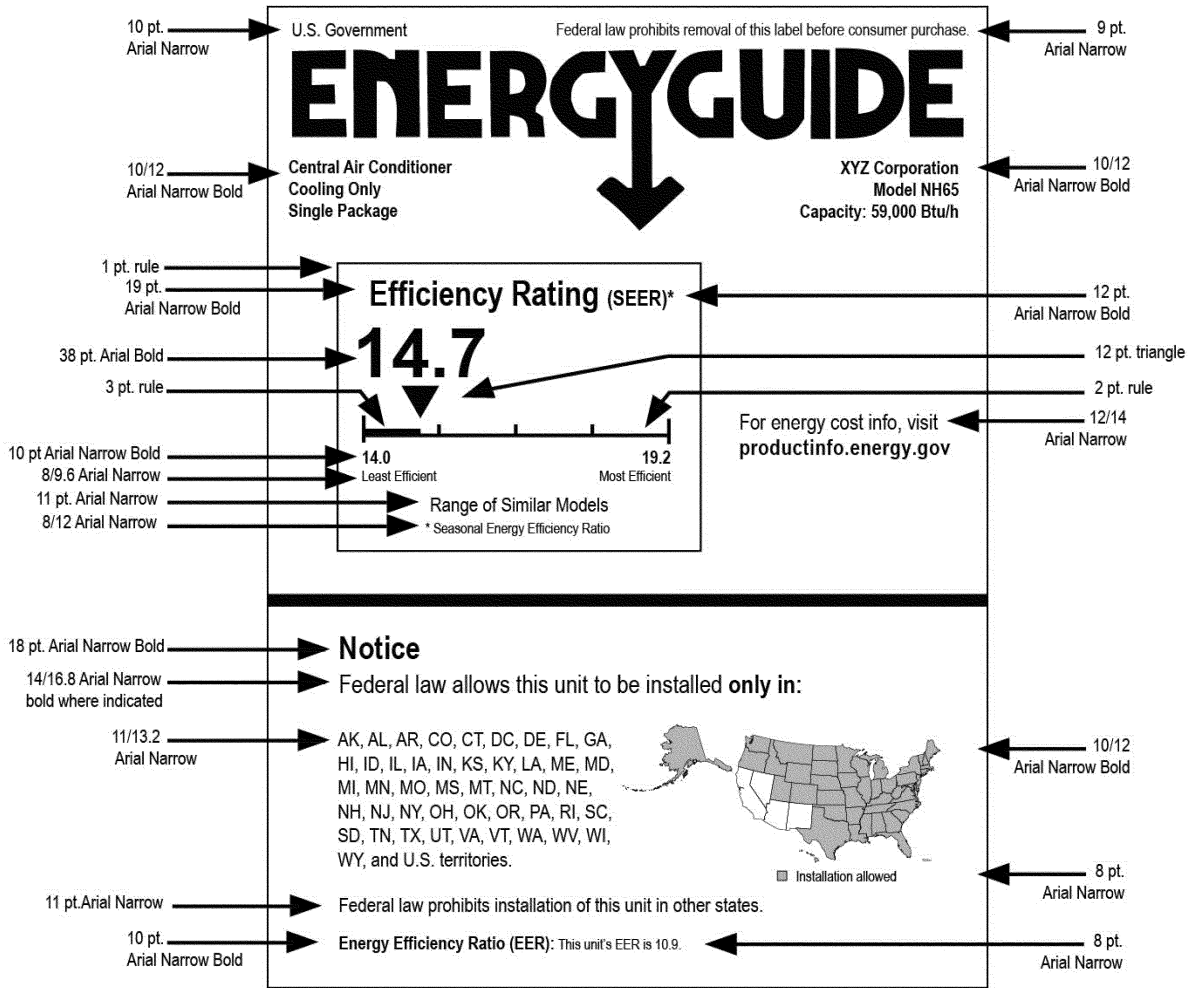 10 pt.
Arial Narrow
U.S. Government
Federal law prohibits removal of this label before consumer purchase.
9 pt.
Arial Narrow
ENERGYGUIDE
10/12
Arial Narrow Bold
Central Air Conditioner
Cooling Only
Single Package
XYZ Corporation
Model NH65
Capacity: 59,000 Btu/h
10/12
Arial Narrow Bold
1 pt. rule
19 pt.
Arial Narrow Bold
Efficiency Rating (SEER)*
12 pt.
Arial Narrow Bold
38 pt. Arial Bold
14.7
12 pt. triangle
3 pt. rule
2 pt. rule
For energy cost info, visit
productinfo.energy.gov
12/14
Arial Narrow
10 pt Arial Narrow Bold
14.0
19.2
8/9.6 Arial Narrow
Least Efficient
Most Efficient
11 pt. Arial Narrow
Range of Similar Models
8/12 Arial Narrow
* Seasonal Energy Efficiency Ratio
18 pt. Arial Narrow Bold
Notice
14/16.8 Arial Narrow
bold where indicated
Federal law allows this unit to be installed only in:
11/13.2
Arial Narrow
AK, AL, AR, CO, CT, DC, DE, FL, GA,
HI, ID, IL, IA, IN, KS, KY, LA, ME, MD,
MI, MN, MO, MS, MT, NC, ND, NE,
NH, NJ, NY, OH, OK, OR, PA, RI, SC,
SD, TN, TX, UT, VA, VT, WA, WV, WI,
WY, and U.S. territories.
10/12
Arial Narrow Bold
Installation allowed
8 pt.
Arial Narrow
11 pt.Arial Narrow
Federal law prohibits installation of this unit in other states.
10 pt.
Arial Narrow Bold
Energy Efficiency Ratio (EER): This unit's EER is 10.9.
8 pt.
Arial Narrow